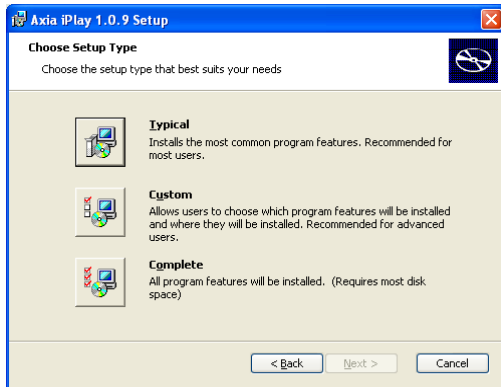 Axia iPlay 1.0.9 Setup
Choose Setup Type
Choose the setup type that best suits your needs
Typical
Installs the most common program features. Recommended for
most users.
Custom
Allows users to choose which program features will be installed
and where they will be installed. Recommended for advanced
users.
Complete
All program features will be installed. (Requires most disk
space)
< Back Next > Cancel